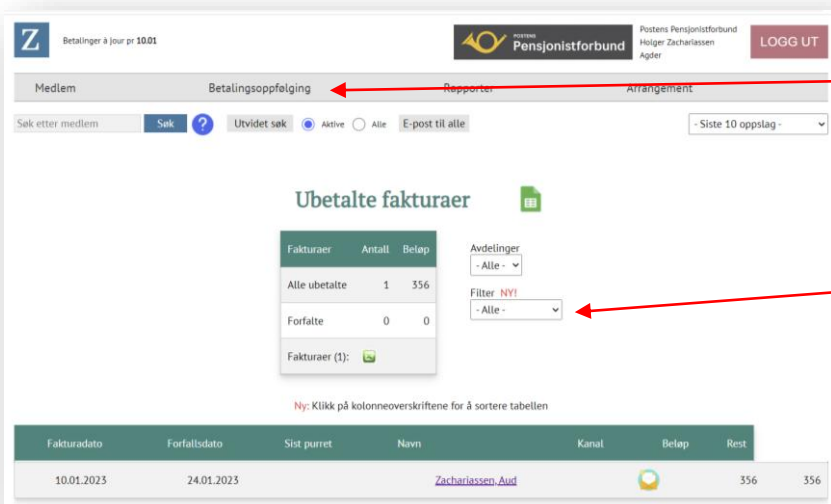 Z Betalinger à jour pr 10.01
POSTENS
Pensjonistforbund
Postens Pensjonistforbund
Holger Zachariassen
Agder
LOGG UT
Medlem Betalingsoppfølging Rapporter Arrangement
Søk etter medlem Søk ? Utvidet søk Aktive Alle E-post til alle - Siste 10 oppslag -
Ubetalte fakturaer
Fakturaer Antall Beløp
Alle ubetalte 1 356
Forfalte 0 0
Fakturaer (1):
Avdelinger
- Alle -
Filter NY!
- Alle -
Ny: Klikk på kolonneoverskriftene for å sortere tabellen
Fakturadato Forfallsdato Sist purret Navn Kanal Beløp Rest
10.01.2023 24.01.2023 Zachariassen, Aud 356 356